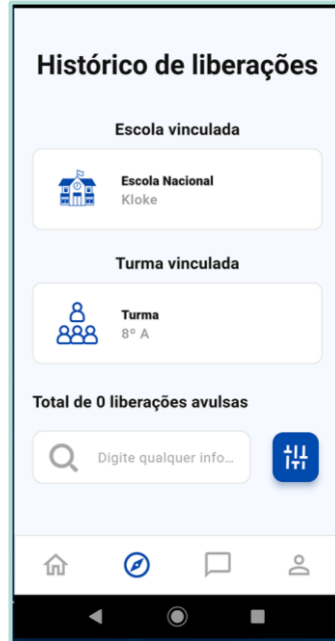 Histórico de liberações
Escola vinculada
Escola Nacional
Kloke
Turma vinculada
Turma
8º A
Total de 0 liberações avulsas
Digite qualquer info...